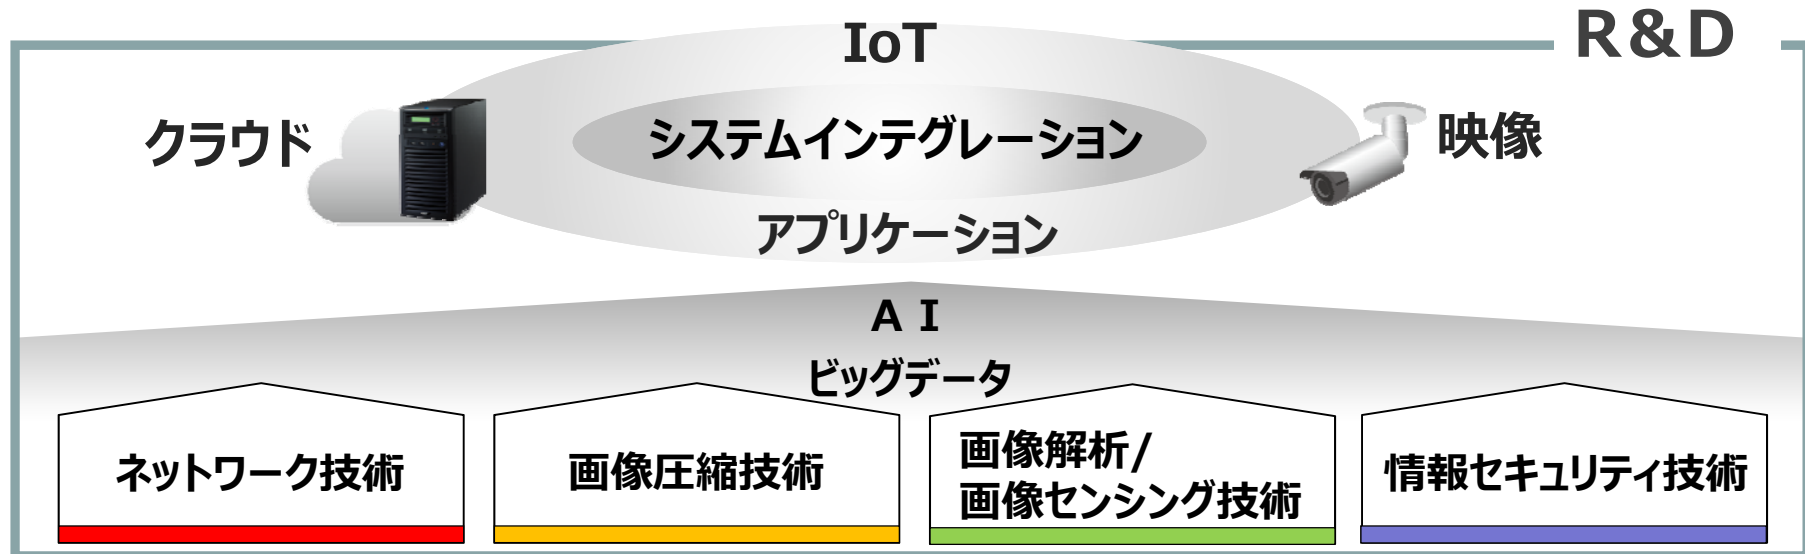 R&D
IoT
クラウド
システムインテグレーション
映像
アプリケーション
ＡＩ
ビッグデータ
ネットワーク技術
画像圧縮技術
画像解析/
画像センシング技術
情報セキュリティ技術